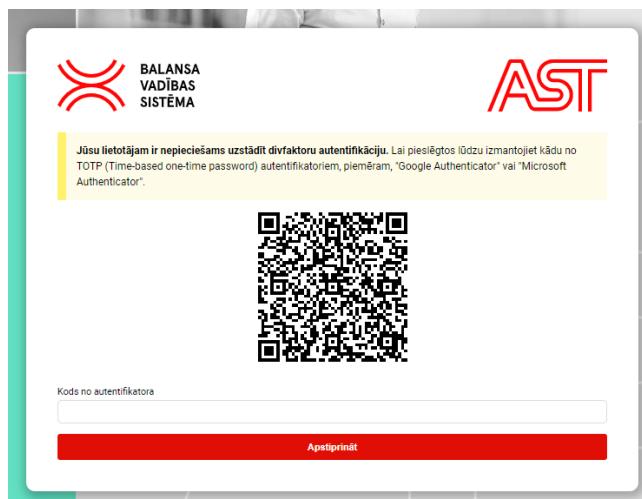 BALANSA
VADĪBAS
SISTĒMA
AST
Jūsu lietotājam ir nepieciešams uzstādīt divfaktoru autentifikāciju. Lai pieslēgtos lūdzu izmantojiet kādu no
TOTP (Time-based one-time password) autentifikatoriem, piemēram, "Google Authenticator" vai "Microsoft
Authenticator".
Kods no autentifikatora
Apstiprināt